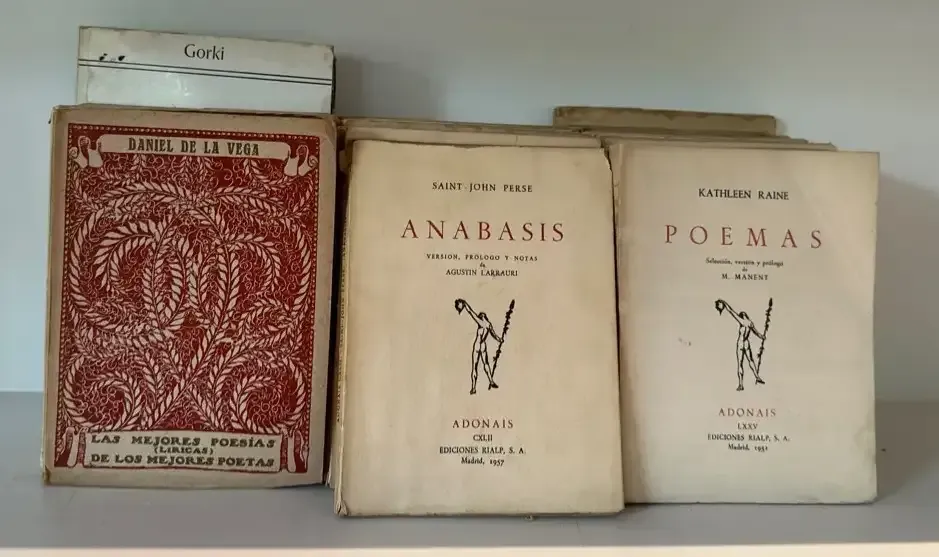 Gorki
DANIEL DE LA VEGA
LAS MEJORES POESÍAS
(LIRICAS)
DE LOS MEJORES POETAS
SAINT-JOHN PERSE
ANABASIS
VERSION, PRÓLOGO Y NOTAS
de
AGUSTIN LARRAURI
ADONAIS
CXLII
EDICIONES RIALP, S. A.
Madrid, 1957
KATHLEEN RAINE
POEMAS
Selección, versión y prólogo
de
M. MANENT
ADONAIS
LXXV
EDICIONES RIALP, S. A.
Madrid, 1951